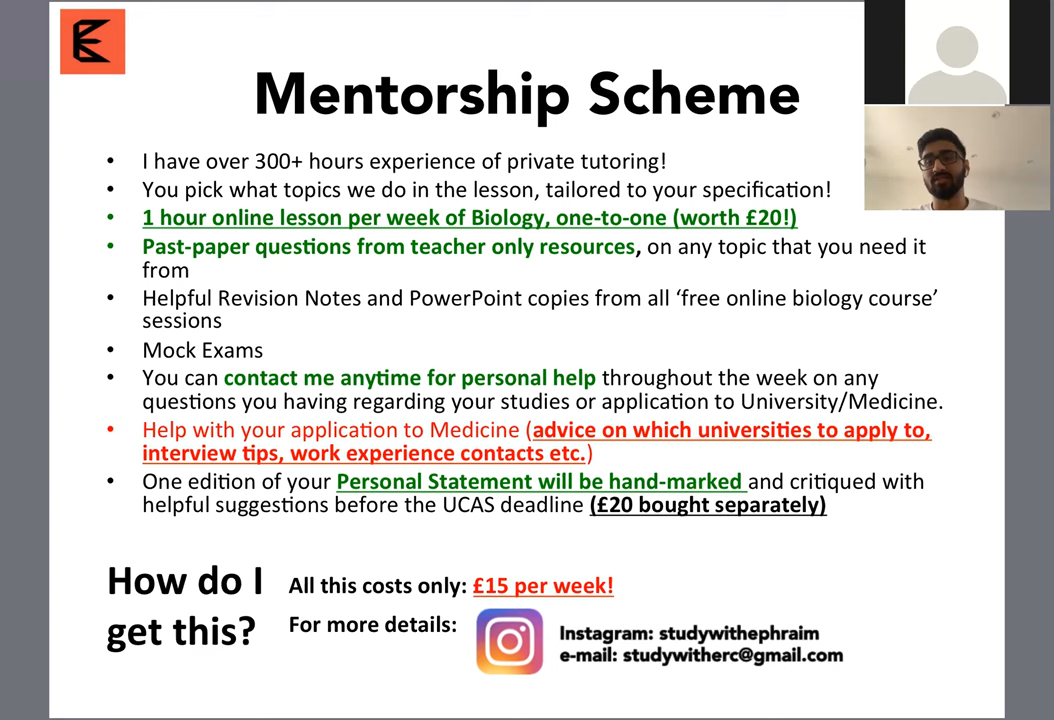 Mentorship Scheme
• I have over 300+ hours experience of private tutoring!
• You pick what topics we do in the lesson, tailored to your specification!
• 1 hour online lesson per week of Biology, one-to-one (worth £20!)
• Past-paper questions from teacher only resources, on any topic that you need it
from
• Helpful Revision Notes and PowerPoint copies from all ‘free online biology course’
sessions
• Mock Exams
• You can contact me anytime for personal help throughout the week on any
questions you having regarding your studies or application to University/Medicine.
• Help with your application to Medicine (advice on which universities to apply to,
interview tips, work experience contacts etc.)
• One edition of your Personal Statement will be hand-marked and critiqued with
helpful suggestions before the UCAS deadline (£20 bought separately)
How do I
get this?
All this costs only: £15 per week!
For more details:
Instagram: studywithephraim
e-mail: studywitherc@gmail.com